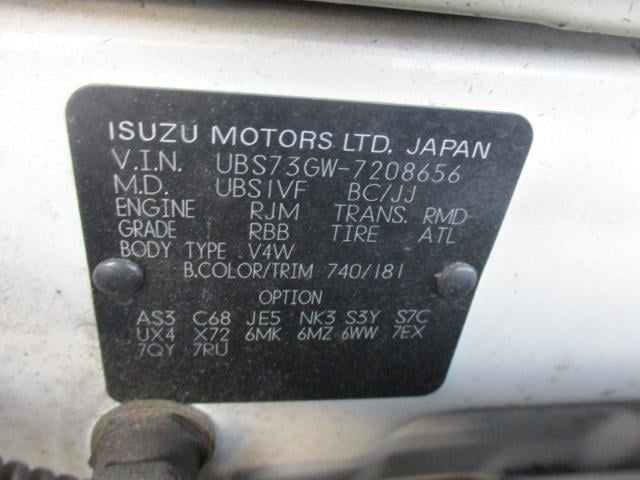 ISUZU MOTORS LTD. JAPAN
V.I.N. UBS73GW-7208656
M.D. UBS1VF BC/JJ
ENGINE RJM TRANS. RMD
GRADE RBB TIRE ATL
BODY TYPE V4W
B.COLOR/TRIM 740/181
OPTION
AS3 C68 JE5 NK3 S3Y S7C
UX4 X72 6MK 6MZ 6WW 7EX
7QY 7RU